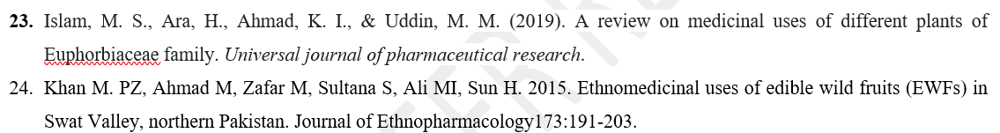 23. Islam, M. S., Ara, H., Ahmad, K. I., & Uddin, M. M. (2019). A review on medicinal uses of different plants of
Euphorbiaceae family. Universal journal of pharmaceutical research.
24. Khan M. PZ, Ahmad M, Zafar M, Sultana S, Ali MI, Sun H. 2015. Ethnomedicinal uses of edible wild fruits (EWFs) in
Swat Valley, northern Pakistan. Journal of Ethnopharmacology173:191-203.